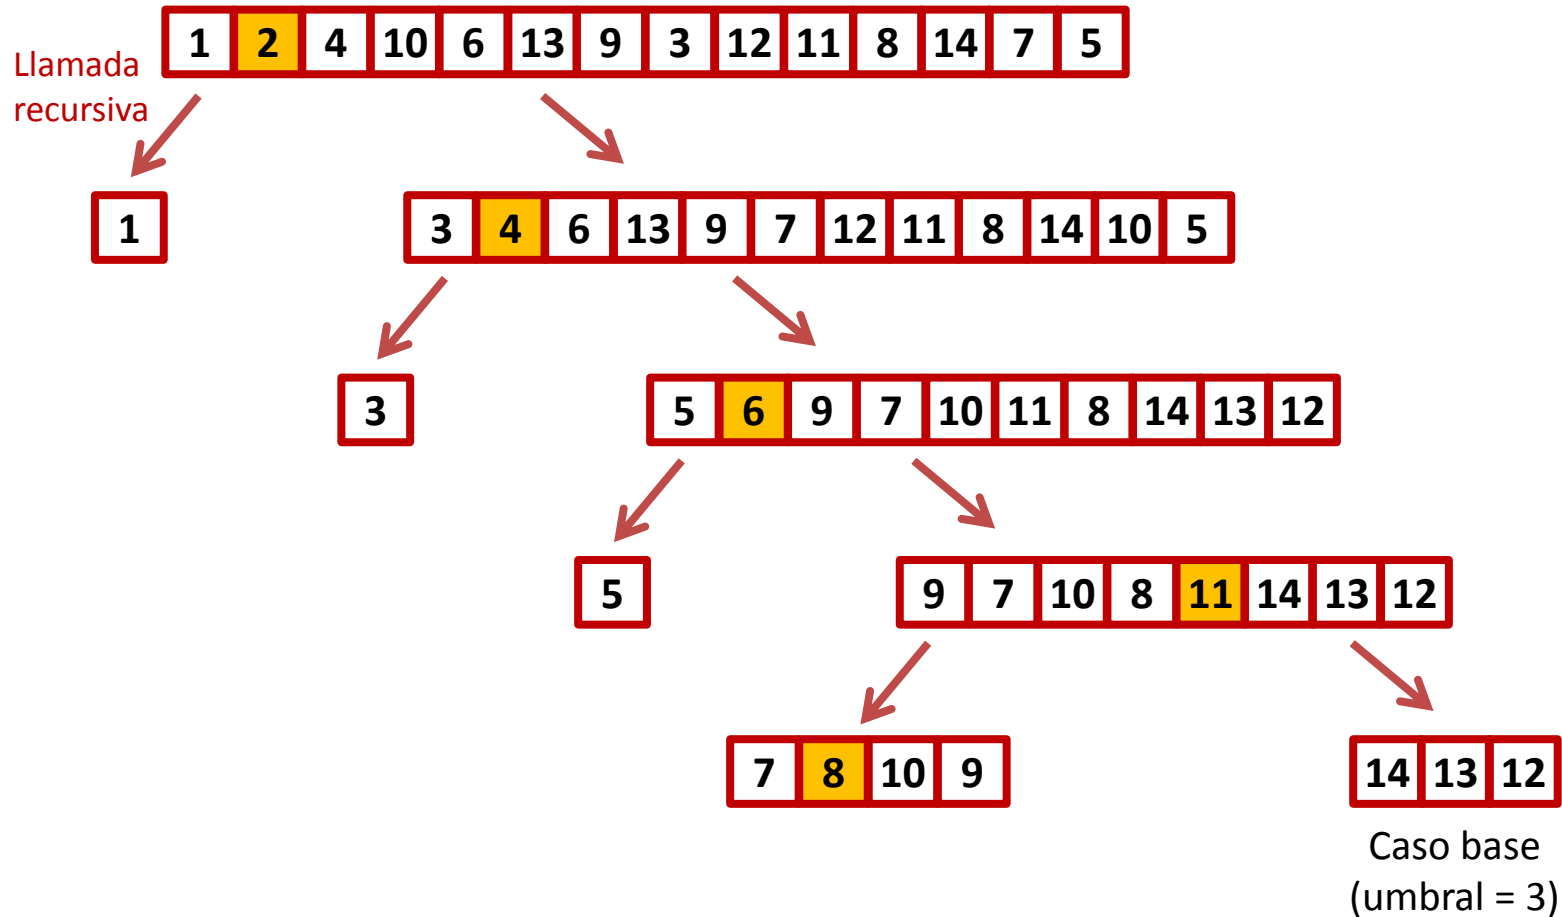 1 2 4 10 6 13 9 3 12 11 8 14 7 5
Llamada
recursiva
1
3 4 6 13 9 7 12 11 8 14 10 5
3
5 6 9 7 10 11 8 14 13 12
5
9 7 10 8 11 14 13 12
7 8 10 9
14 13 12
Caso base
(umbral = 3)